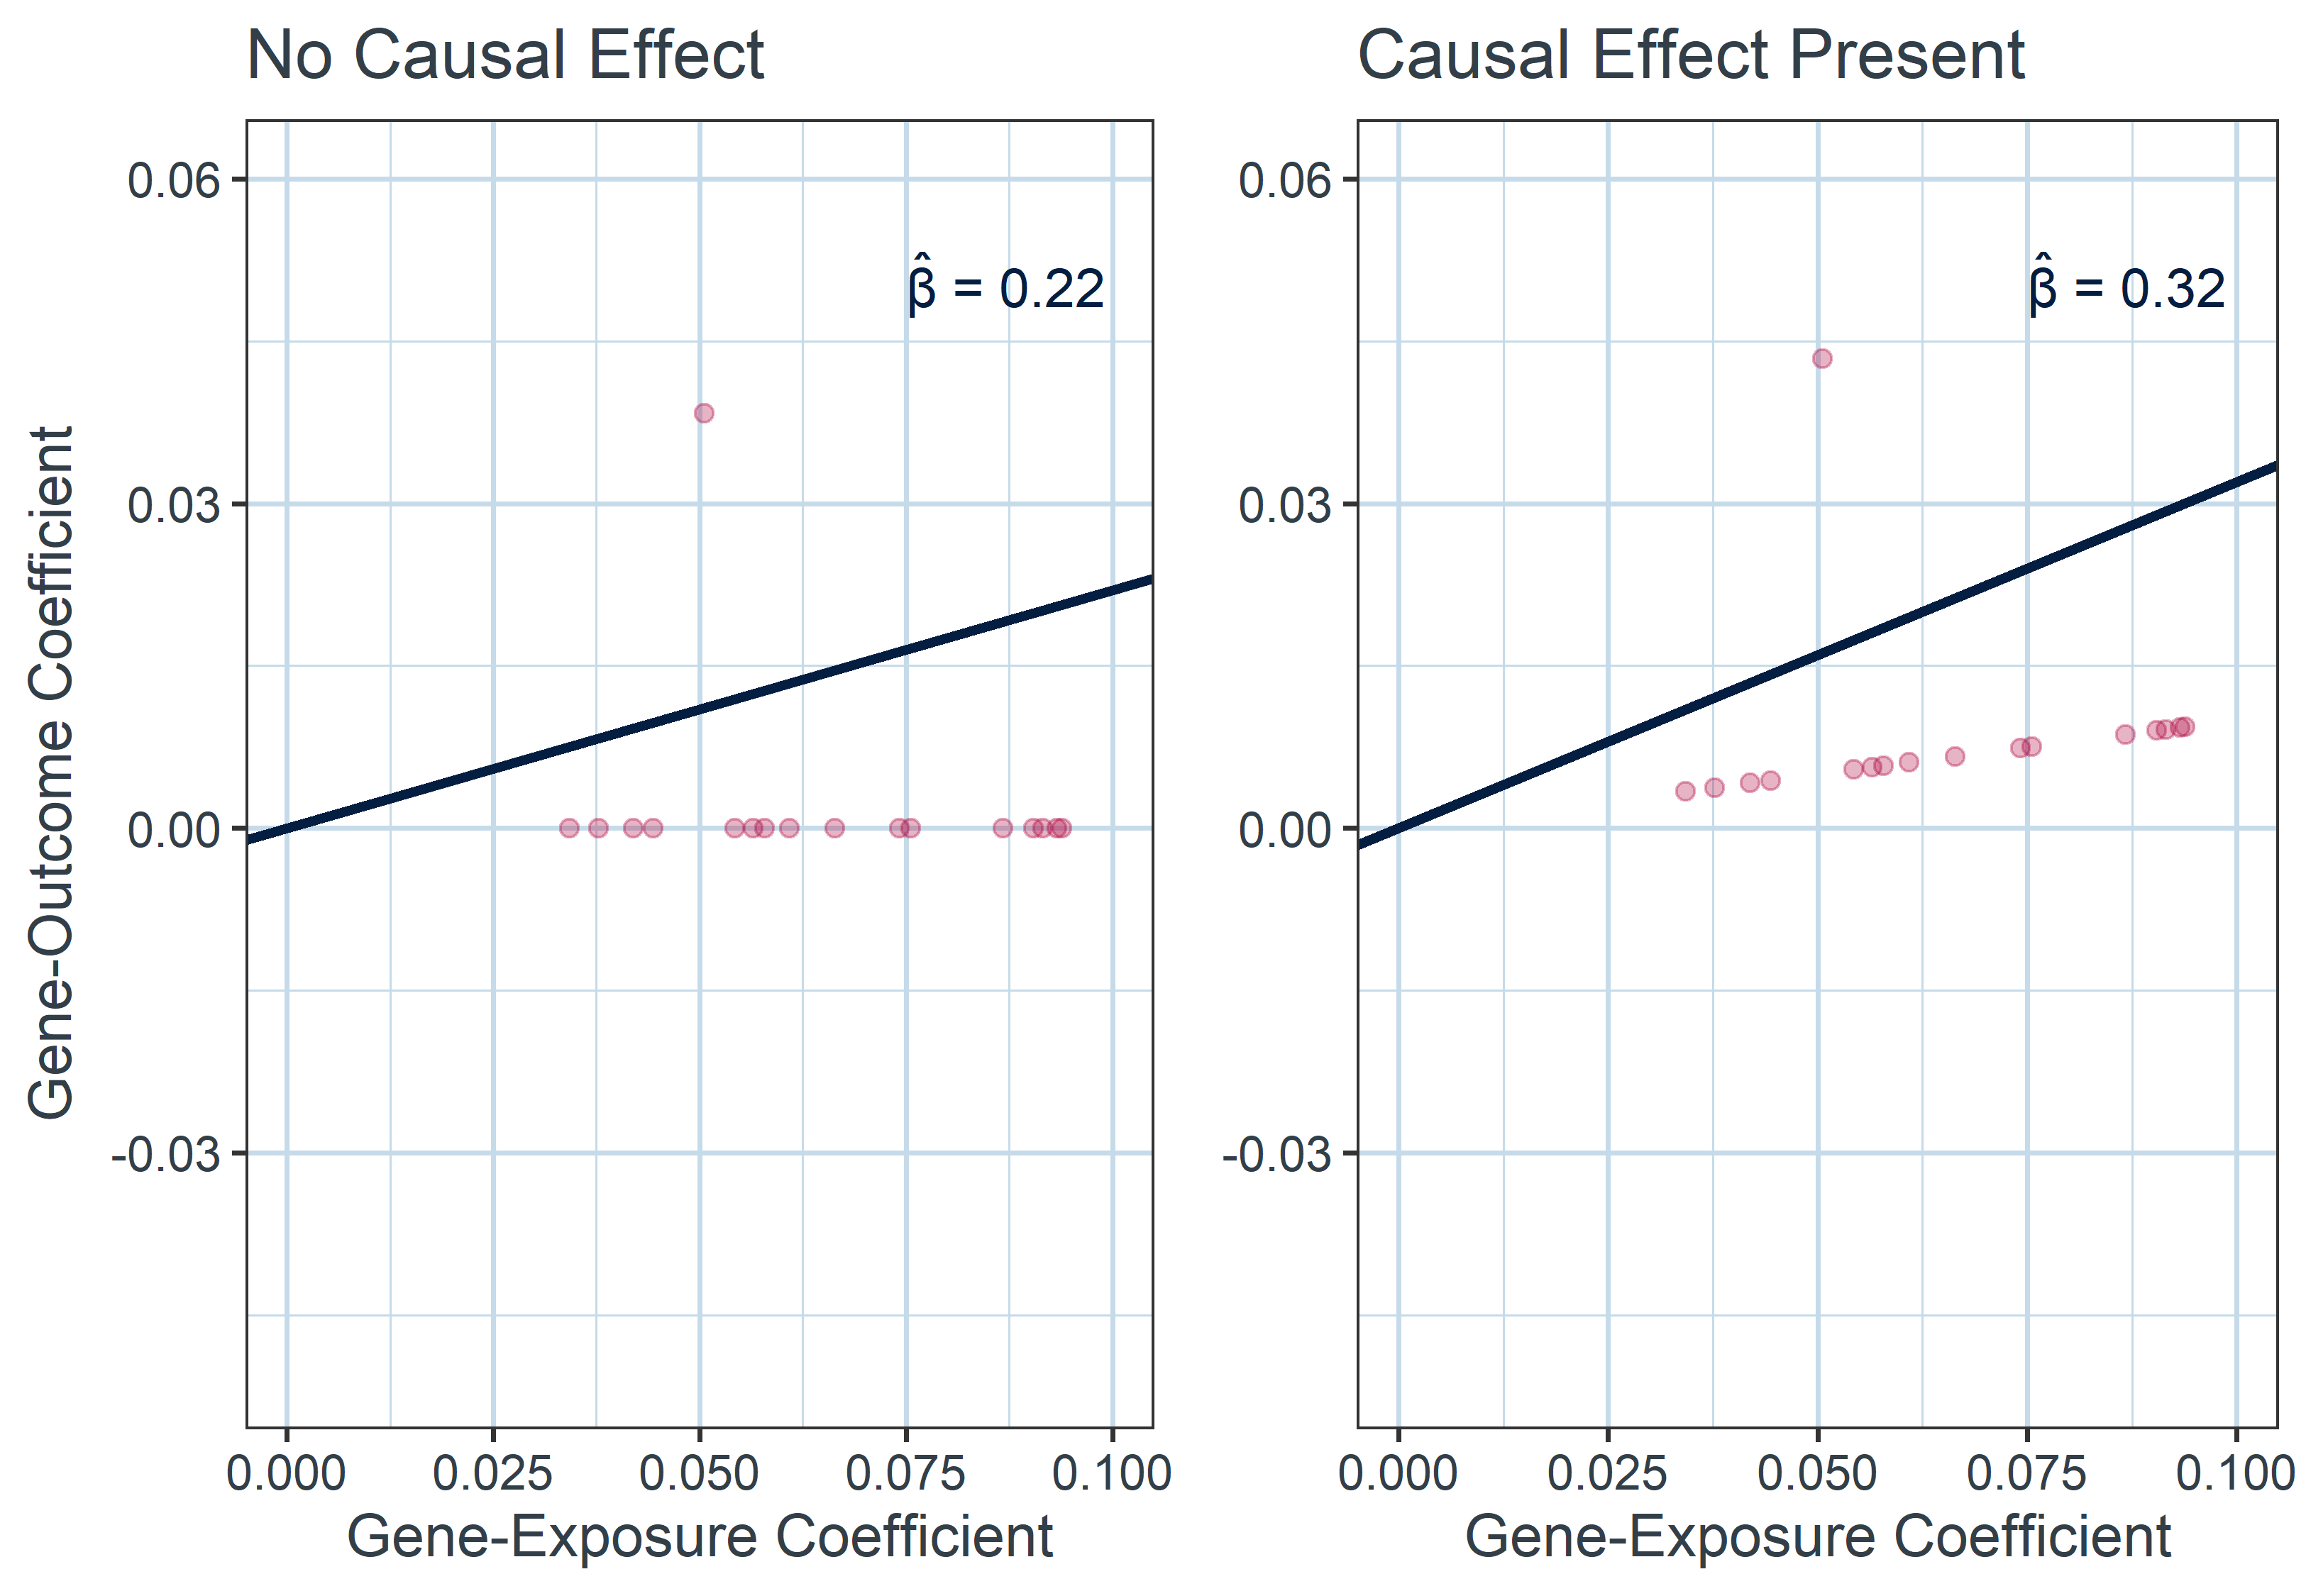 No Causal Effect
Causal Effect Present
Gene-Outcome Coefficient
0.06
0.03
0.00
-0.03
β̂ = 0.22
0.000 0.025 0.050 0.075 0.100
Gene-Exposure Coefficient
0.06
0.03
0.00
-0.03
β̂ = 0.32
0.000 0.025 0.050 0.075 0.100
Gene-Exposure Coefficient